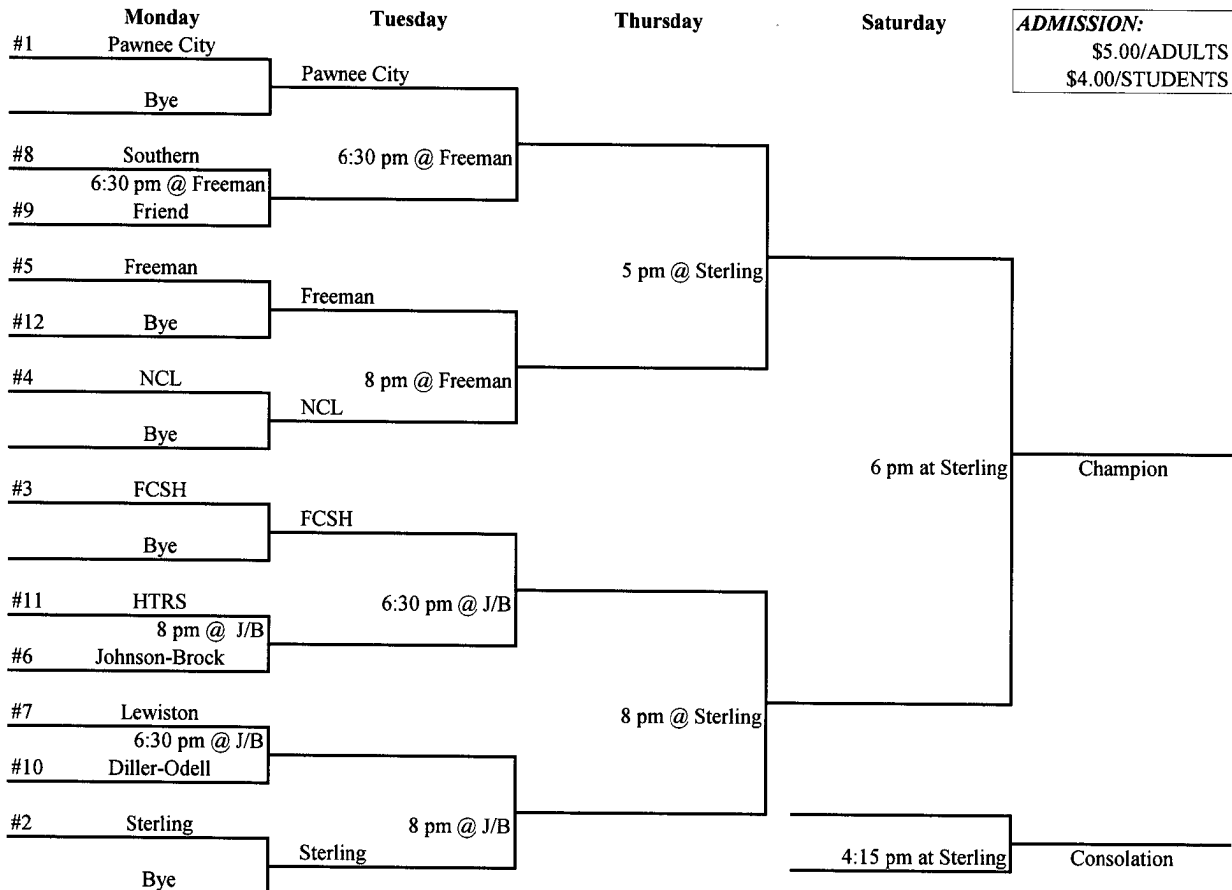 Monday Tuesday Thursday Saturday
ADMISSION:
$5.00/ADULTS
$4.00/STUDENTS
#1 Pawnee City
Pawnee City
Bye
#8 Southern
6:30 pm @ Freeman
6:30 pm @ Freeman
#9 Friend
#5 Freeman
5 pm @ Sterling
Freeman
#12 Bye
#4 NCL
8 pm @ Freeman
NCL
Bye
6 pm at Sterling
Champion
#3 FCSH
FCSH
Bye
#11 HTRS
6:30 pm @ J/B
8 pm @ J/B
#6 Johnson-Brock
#7 Lewiston
8 pm @ Sterling
6:30 pm @ J/B
#10 Diller-Odell
#2 Sterling
8 pm @ J/B
Sterling
4:15 pm at Sterling
Consolation
Bye